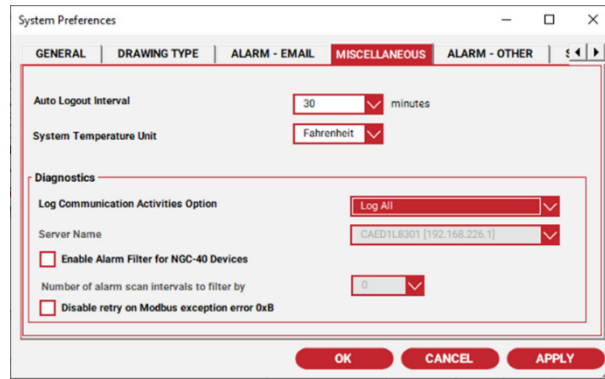 System Preferences
GENERAL DRAWING TYPE ALARM - EMAIL MISCELLANEOUS ALARM - OTHER
Auto Logout Interval 30 minutes
System Temperature Unit Fahrenheit
Diagnostics
Log Communication Activities Option Log All
Server Name CAED1L8301 [192.168.226.1]
Enable Alarm Filter for NGC-40 Devices
Number of alarm scan intervals to filter by 0
Disable retry on Modbus exception error 0xB
OK CANCEL APPLY